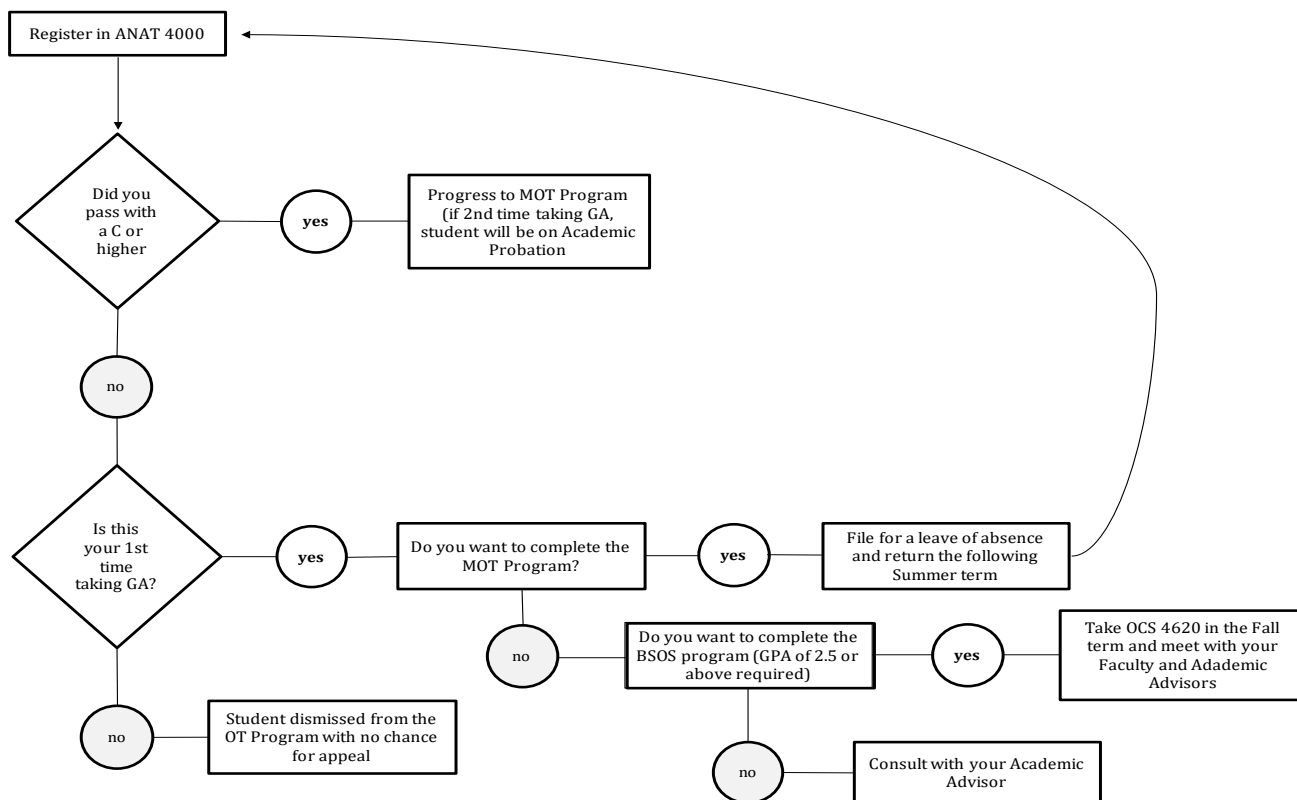 Register in ANAT 4000
Did you
pass with
a C or
higher
yes
Progress to MOT Program
(if 2nd time taking GA,
student will be on Academic
Probation
no
Is this
your 1st
time
taking GA?
yes
Do you want to complete the
MOT Program?
yes
File for a leave of absence
and return the following
Summer term
no
Do you want to complete the
BSOS program (GPA of 2.5 or
above required)
yes
Take OCS 4620 in the Fall
term and meet with your
Faculty and Adademic
Advisors
no
Student dismissed from the
OT Program with no chance
for appeal
no
Consult with your Academic
Advisor